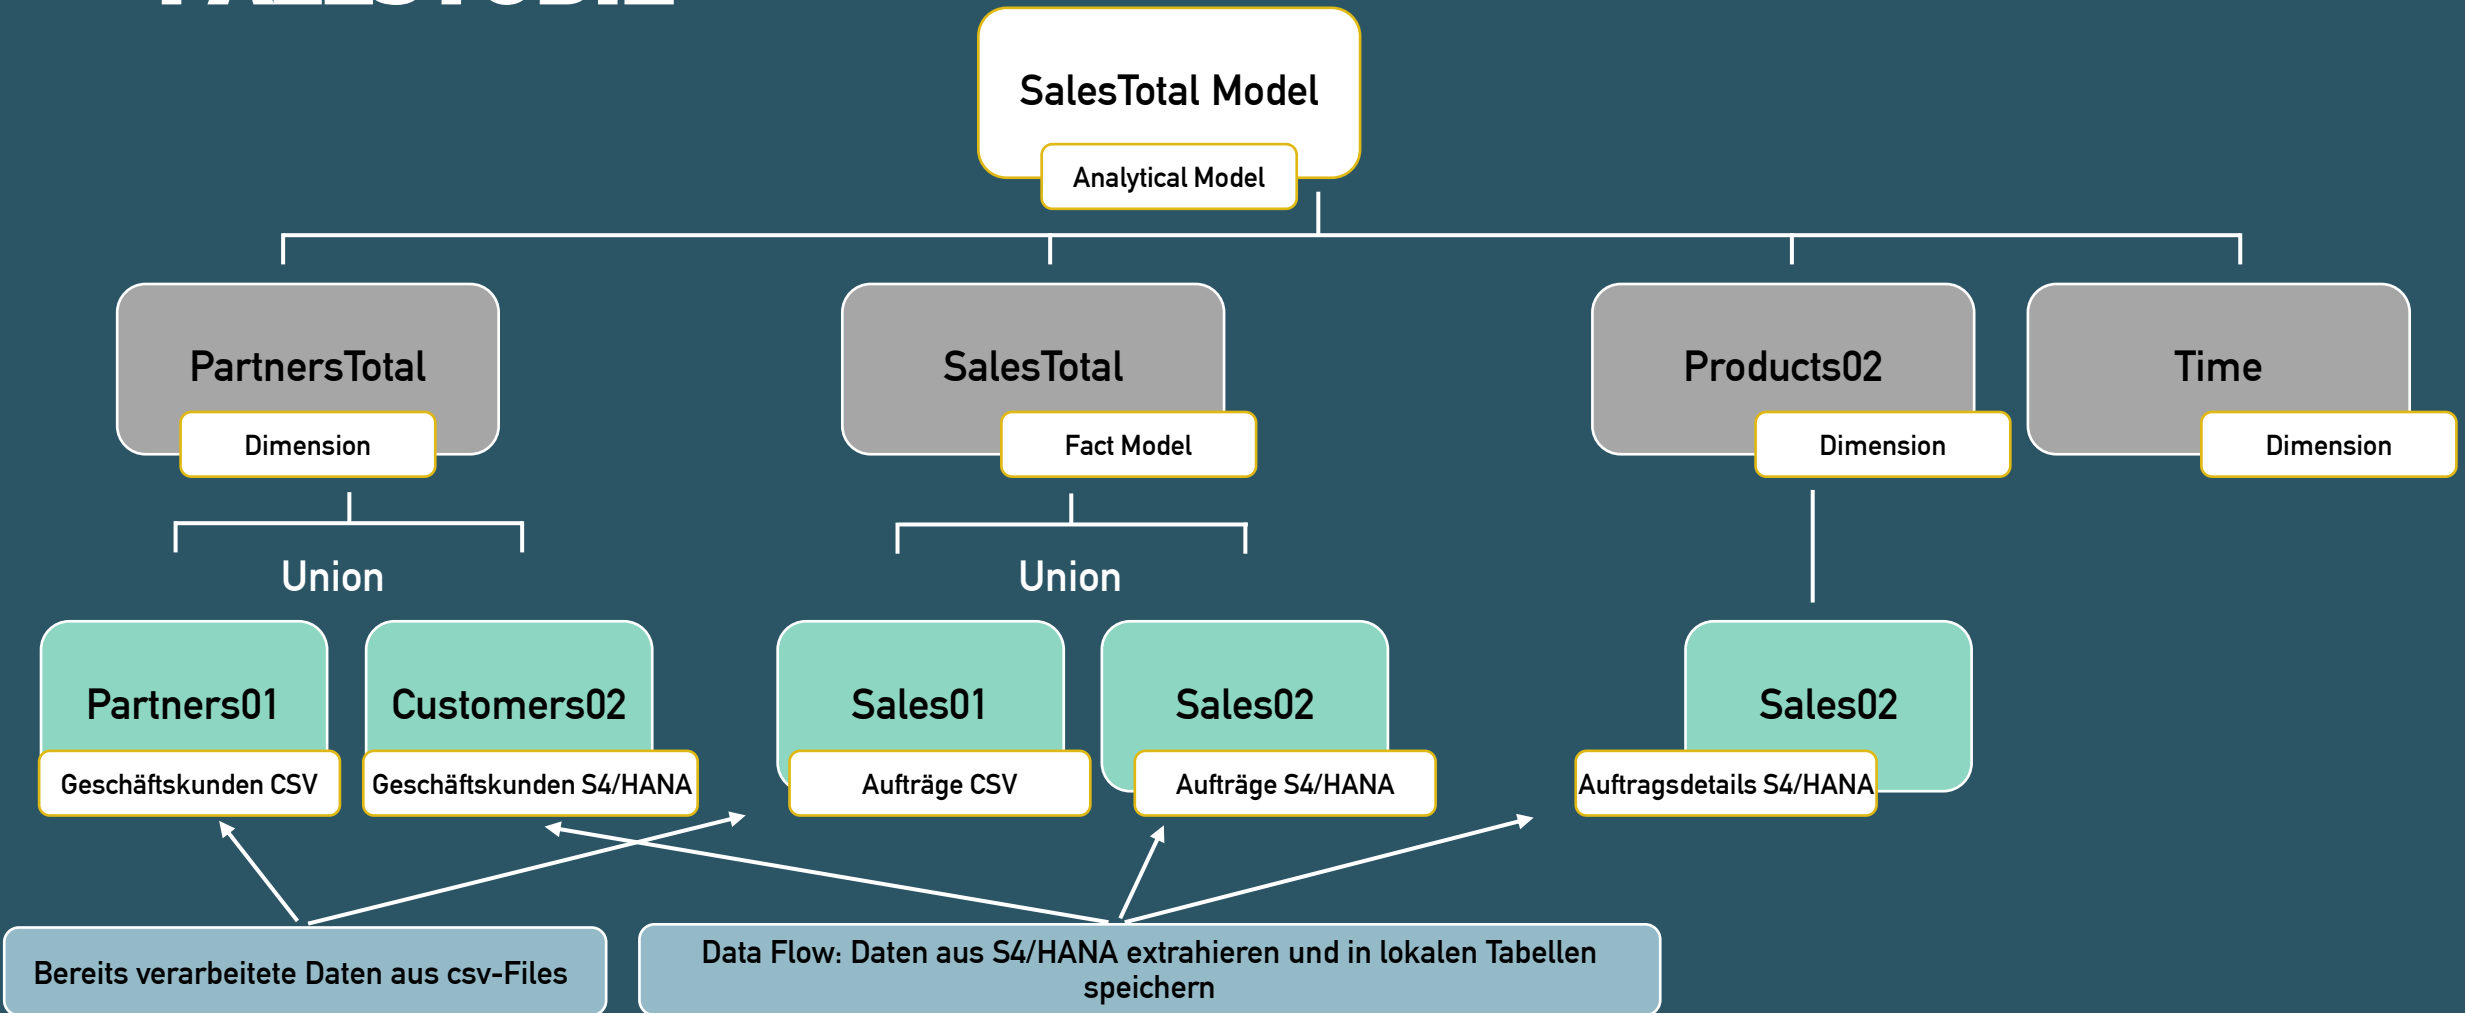 SalesTotal Model
Analytical Model
PartnersTotal
Dimension
SalesTotal
Fact Model
Products02
Dimension
Time
Dimension
Union
Union
Partners01
Geschäftskunden CSV
Customers02
Geschäftskunden S4/HANA
Sales01
Aufträge CSV
Sales02
Aufträge S4/HANA
Sales02
Auftragsdetails S4/HANA
Bereits verarbeitete Daten aus csv-Files
Data Flow: Daten aus S4/HANA extrahieren und in lokalen Tabellen
speichern